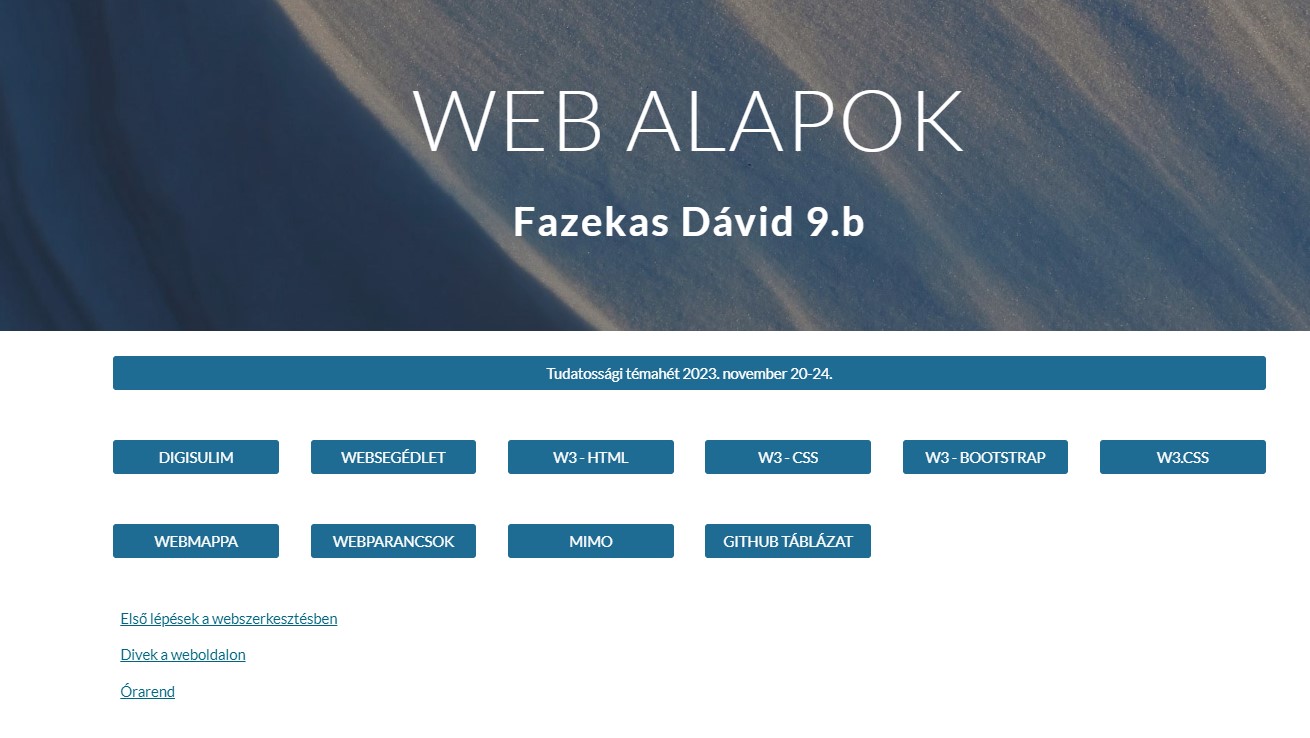 WEB ALAPOK
Fazekas Dávid 9.b
Tudatossági témahét 2023. november 20-24.
DIGISULIM
WEBSEGÉDLET
W3 - HTML
W3 - CSS
W3 - BOOTSTRAP
W3.CSS
WEBMAPPA
WEBPARANCSOK
MIMO
GITHUB TÁBLÁZAT
Első lépések a webszerkesztésben
Divek a weboldalon
Órarend